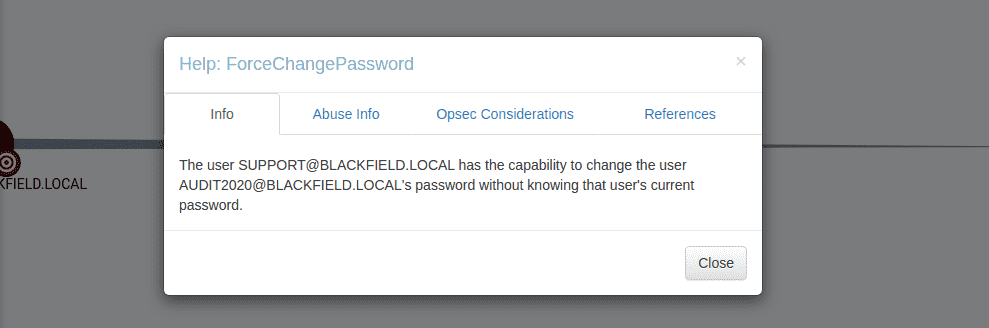 Help: ForceChangePassword
×
Info
Abuse Info
Opsec Considerations
References
The user SUPPORT@BLACKFIELD.LOCAL has the capability to change the user
AUDIT2020@BLACKFIELD.LOCAL's password without knowing that user's current
password.
KFIELD.LOCAL
Close